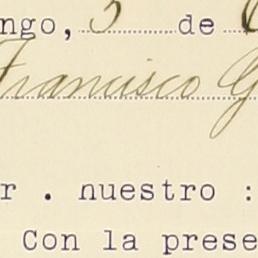 ngo, 3 de
Francisco G
r . nuestro :
Con la prese